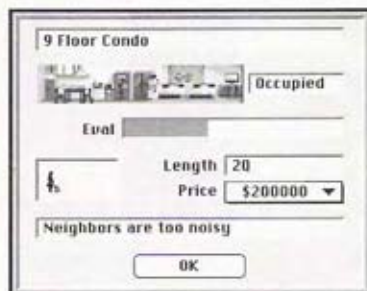 9 Floor Condo
Occupied
Eval
Length 20
Price $200000
Neighbors are too noisy
OK